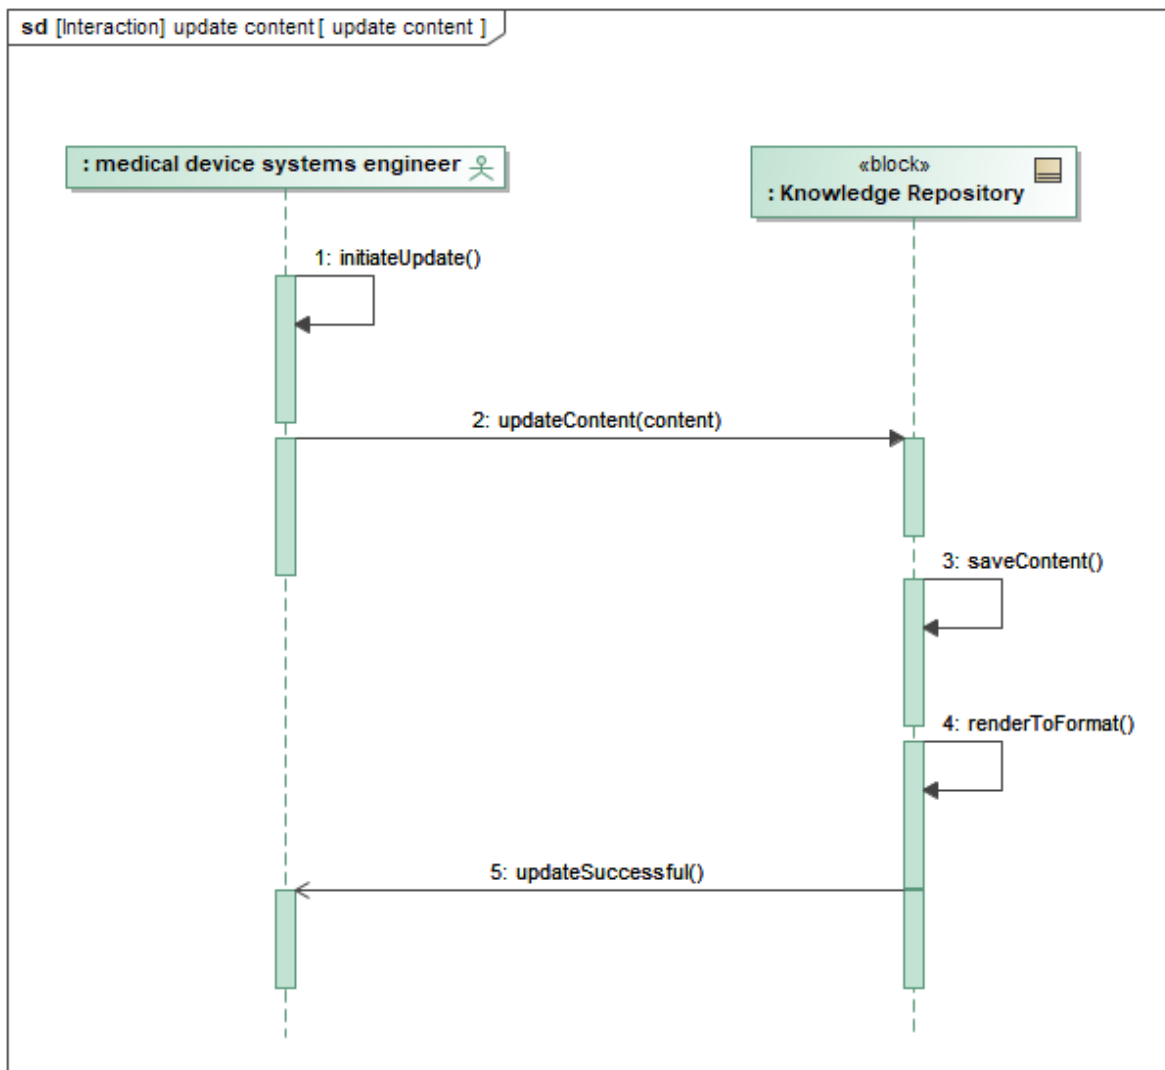 sd [Interaction] update content[ update content ]
: medical device systems engineer
«block»
: Knowledge Repository
1: initiateUpdate()
2: updateContent(content)
3: saveContent()
4: renderToFormat()
5: updateSuccessful()